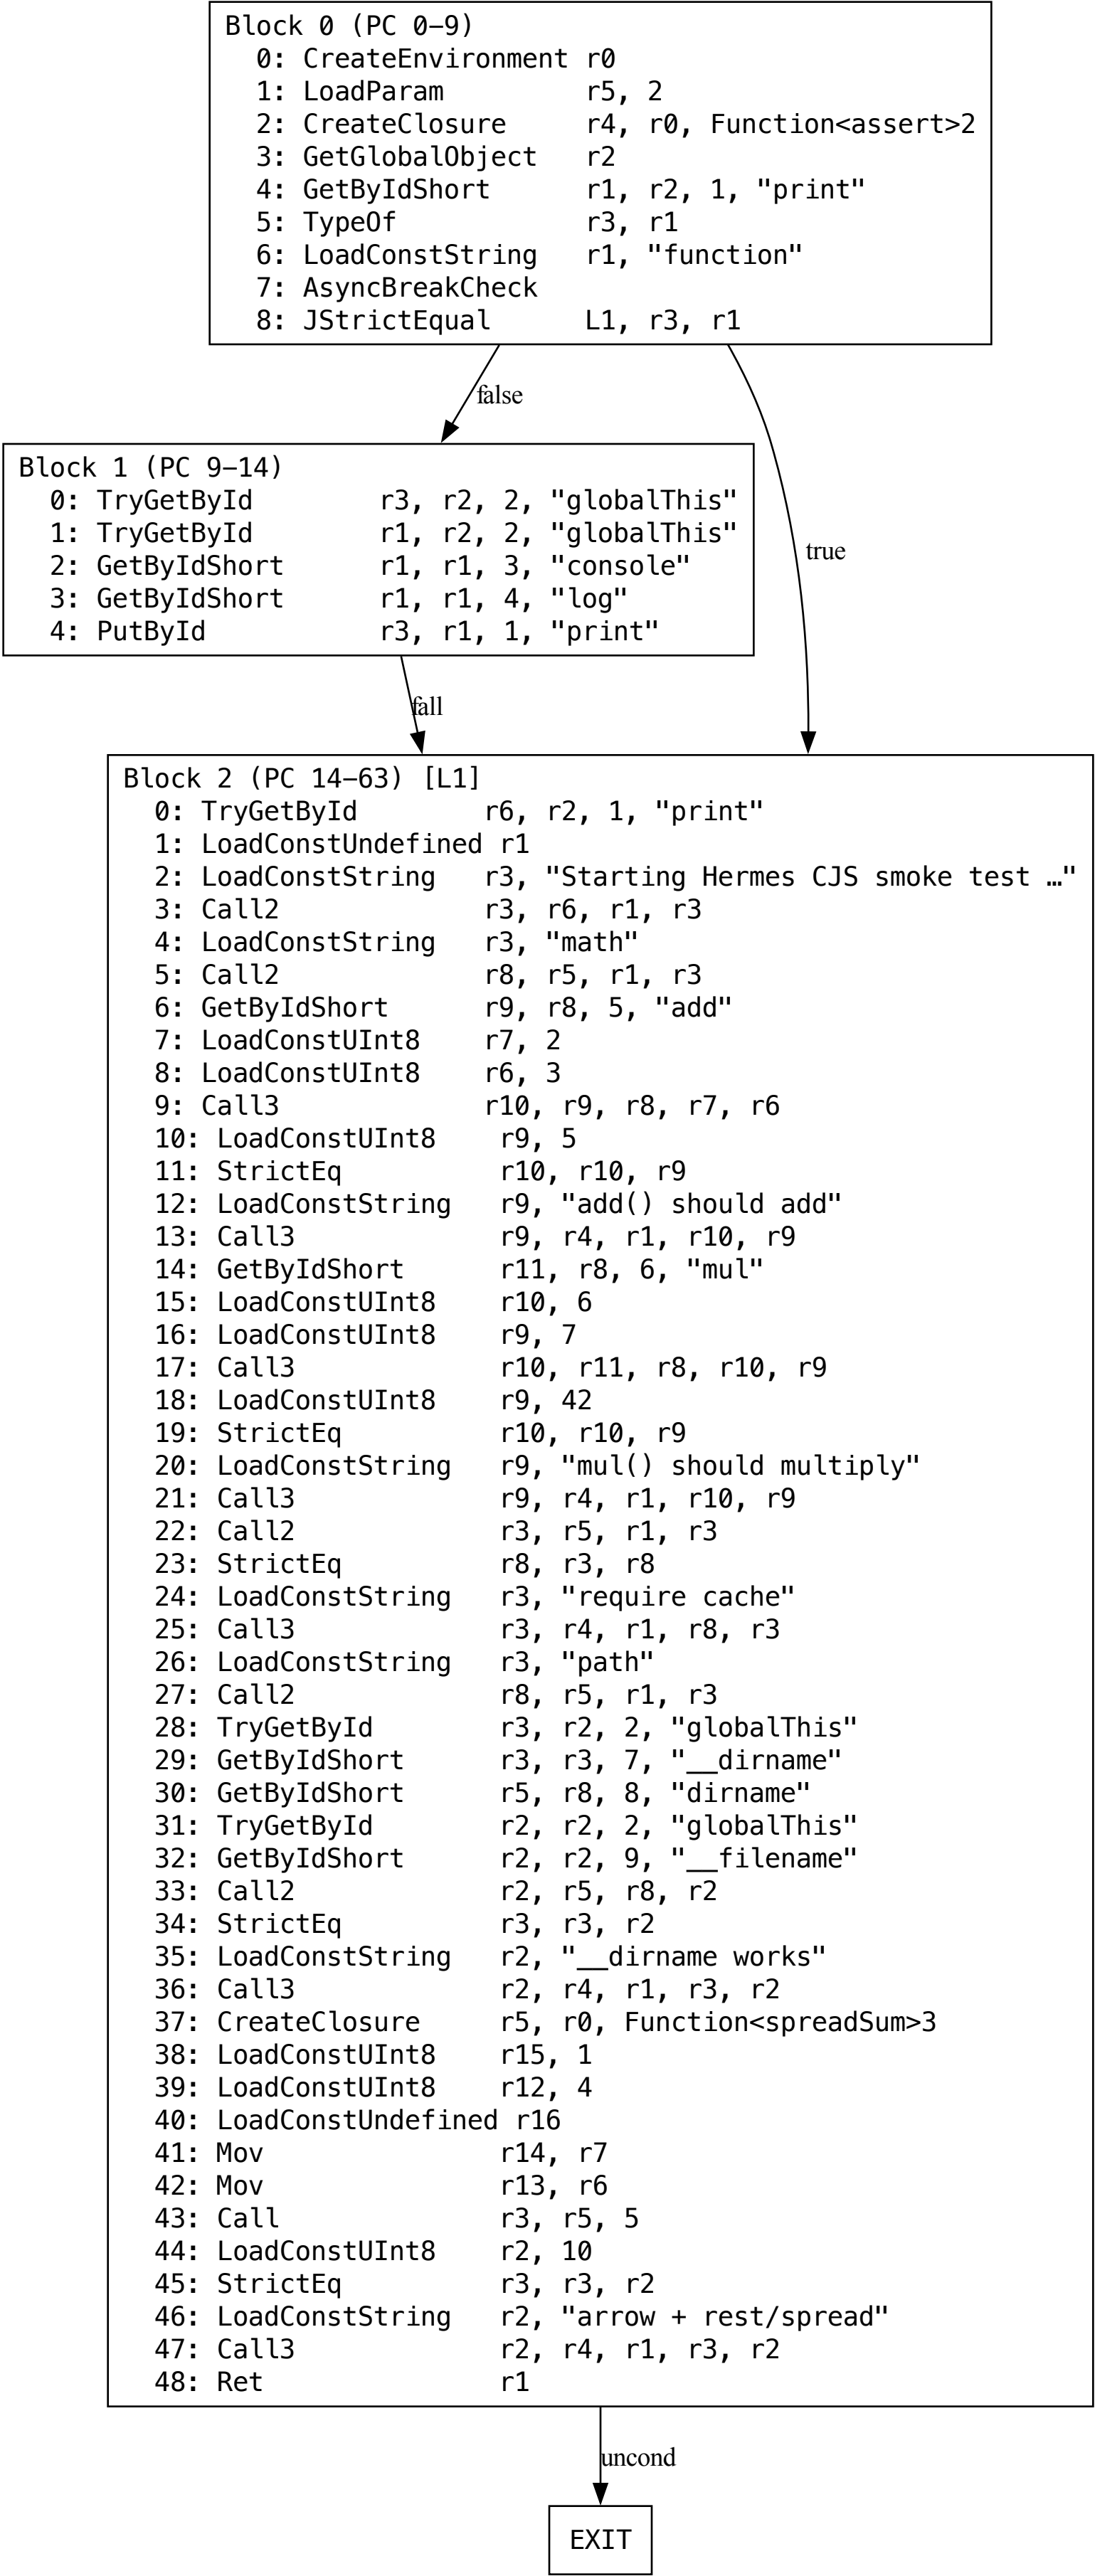 Block 0 (PC 0–9)
0: CreateEnvironment r0
1: LoadParam r5, 2
2: CreateClosure r4, r0, Function<assert>2
3: GetGlobalObject r2
4: GetByIdShort r1, r2, 1, "print"
5: TypeOf r3, r1
6: LoadConstString r1, "function"
7: AsyncBreakCheck
8: JStrictEqual L1, r3, r1
false
Block 1 (PC 9–14)
0: TryGetById r3, r2, 2, "globalThis"
1: TryGetById r1, r2, 2, "globalThis"
2: GetByIdShort r1, r1, 3, "console"
3: GetByIdShort r1, r1, 4, "log"
4: PutById r3, r1, 1, "print"
true
fall
Block 2 (PC 14–63) [L1]
0: TryGetById r6, r2, 1, "print"
1: LoadConstUndefined r1
2: LoadConstString r3, "Starting Hermes CJS smoke test …"
3: Call2 r3, r6, r1, r3
4: LoadConstString r3, "math"
5: Call2 r8, r5, r1, r3
6: GetByIdShort r9, r8, 5, "add"
7: LoadConstUInt8 r7, 2
8: LoadConstUInt8 r6, 3
9: Call3 r10, r9, r8, r7, r6
10: LoadConstUInt8 r9, 5
11: StrictEq r10, r10, r9
12: LoadConstString r9, "add() should add"
13: Call3 r9, r4, r1, r10, r9
14: GetByIdShort r11, r8, 6, "mul"
15: LoadConstUInt8 r10, 6
16: LoadConstUInt8 r9, 7
17: Call3 r10, r11, r8, r10, r9
18: LoadConstUInt8 r9, 42
19: StrictEq r10, r10, r9
20: LoadConstString r9, "mul() should multiply"
21: Call3 r9, r4, r1, r10, r9
22: Call2 r3, r5, r1, r3
23: StrictEq r8, r3, r8
24: LoadConstString r3, "require cache"
25: Call3 r3, r4, r1, r8, r3
26: LoadConstString r3, "path"
27: Call2 r8, r5, r1, r3
28: TryGetById r3, r2, 2, "globalThis"
29: GetByIdShort r3, r3, 7, "__dirname"
30: GetByIdShort r5, r8, 8, "dirname"
31: TryGetById r2, r2, 2, "globalThis"
32: GetByIdShort r2, r2, 9, "__filename"
33: Call2 r2, r5, r8, r2
34: StrictEq r3, r3, r2
35: LoadConstString r2, "__dirname works"
36: Call3 r2, r4, r1, r3, r2
37: CreateClosure r5, r0, Function<spreadSum>3
38: LoadConstUInt8 r15, 1
39: LoadConstUInt8 r12, 4
40: LoadConstUndefined r16
41: Mov r14, r7
42: Mov r13, r6
43: Call r3, r5, 5
44: LoadConstUInt8 r2, 10
45: StrictEq r3, r3, r2
46: LoadConstString r2, "arrow + rest/spread"
47: Call3 r2, r4, r1, r3, r2
48: Ret r1
uncond
EXIT